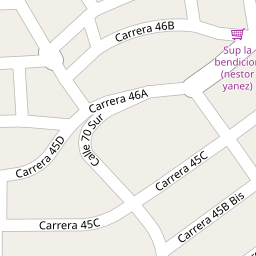 Carrera 46B
Sup la
bendicion
(nestor
yanez)
Carrera 46A
Calle 70 Sur
Carrera 45D
Carrera 45C
Carrera 45C
Carrera 45B Bis